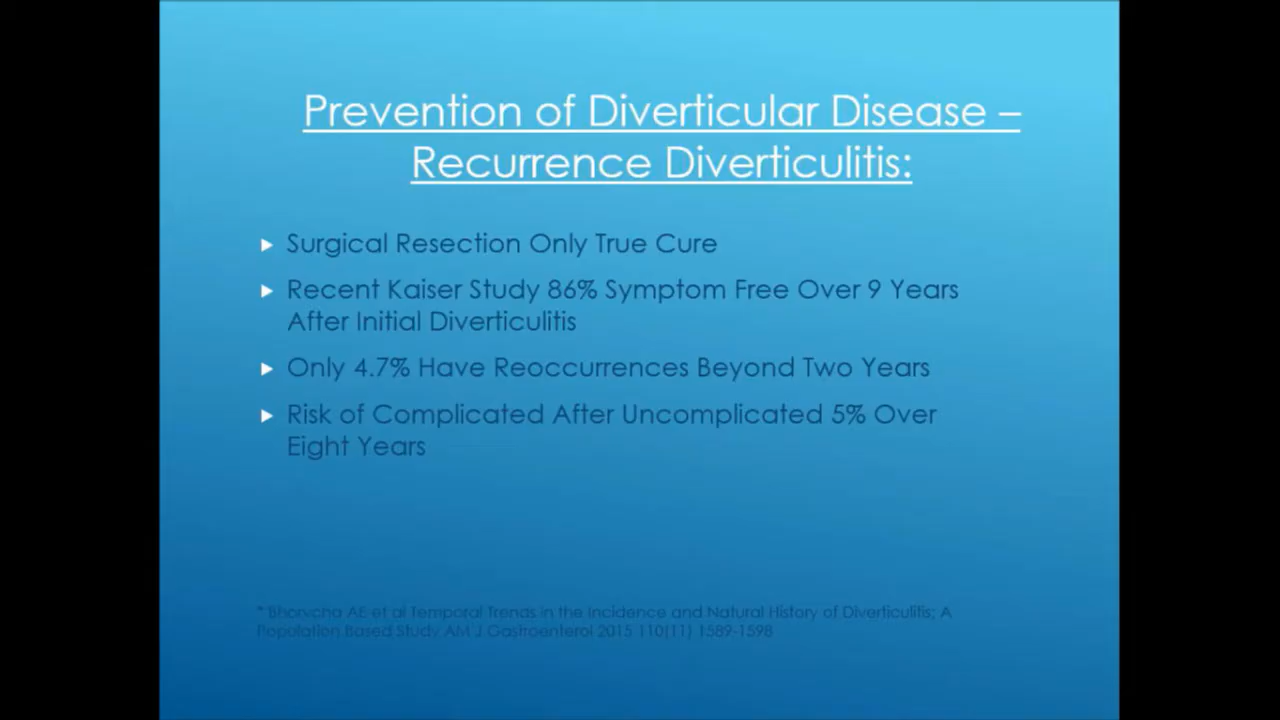 Prevention of Diverticular Disease –
Recurrence Diverticulitis:
Surgical Resection Only True Cure
Recent Kaiser Study 86% Symptom Free Over 9 Years
After Initial Diverticulitis
Only 4.7% Have Reoccurrences Beyond Two Years
Risk of Complicated After Uncomplicated 5% Over
Eight Years
* AE et al Temporal Trends in the Incidence and Natural History of Diverticulitis; A
Population Based Study AM J Gastroenterol 2015 110(11) 1589-1598